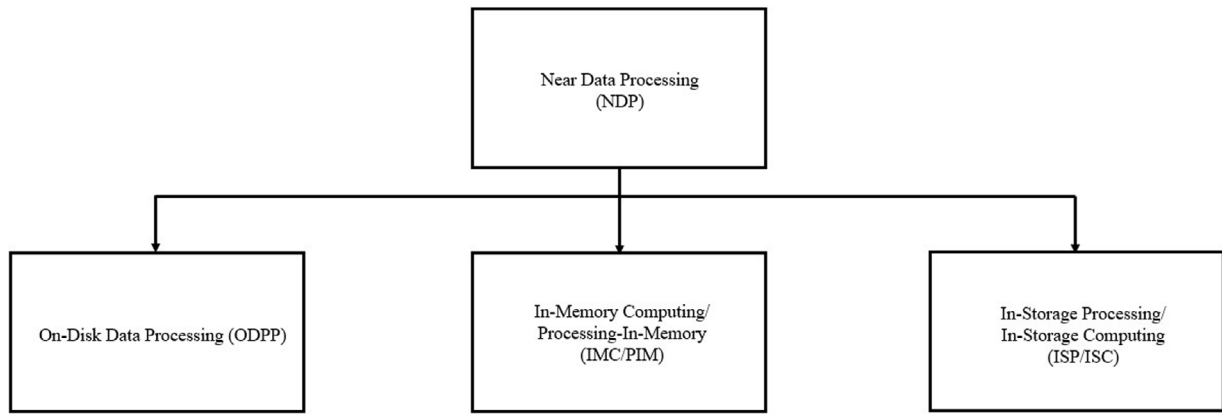 Near Data Processing
(NDP)
On-Disk Data Processing (ODPP)
In-Memory Computing/
Processing-In-Memory
(IMC/PIM)
In-Storage Processing/
In-Storage Computing
(ISP/ISC)